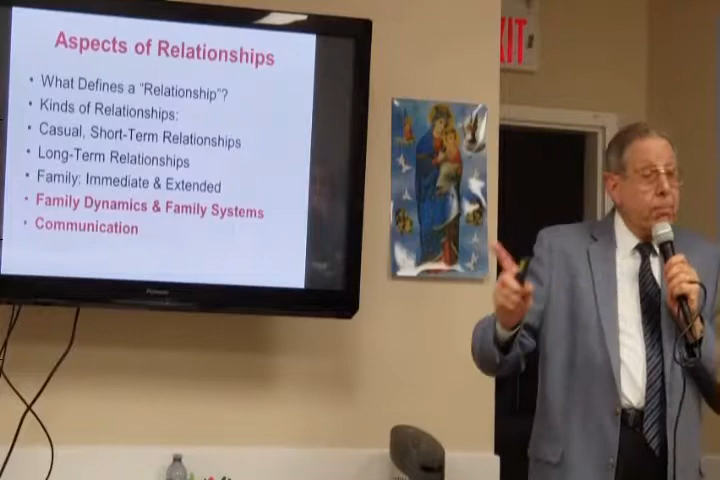 Aspects of Relationships
• What Defines a "Relationship"?
• Kinds of Relationships:
• Casual, Short-Term Relationships
• Long-Term Relationships
• Family: Immediate & Extended
• Family Dynamics & Family Systems
• Communication
Panasonic
XIT